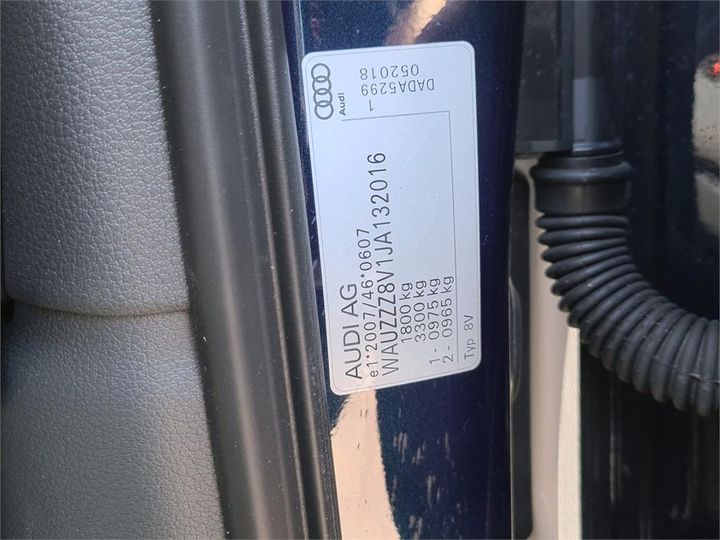 AUDI AG
e1*2007/46*0607
WAUZZZ8V1JA132016
1800 kg
3300 kg
1 - 0975 kg
2 - 0965 kg
Typ 8V
Audi
1
DADA5299
052018